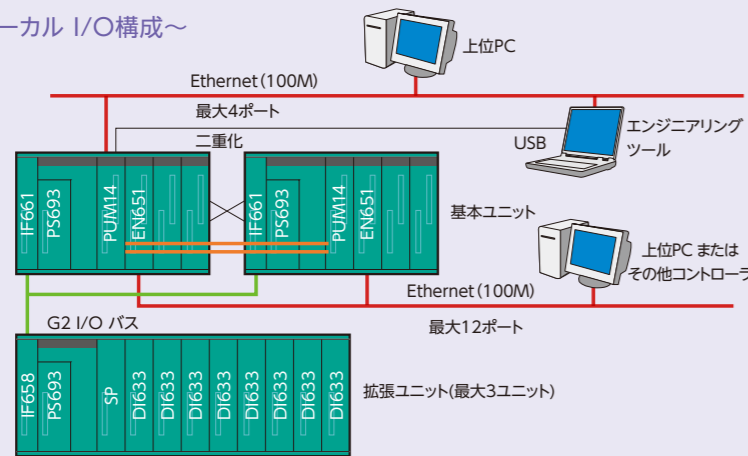 ーカル I/O構成～
上位PC
Ethernet(100M)
最大4ポート
二重化
USB
エンジニアリング
ツール
IF661
PS693
PUM14
EN651
IF661
PS693
PUM14
EN651
基本ユニット
上位PC または
その他コントローラ
Ethernet(100M)
最大12ポート
G2 I/O バス
IF658
PS693
SP
DI633
DI633
DI633
DI633
DI633
DI633
DI633
DI633
拡張ユニット(最大3ユニット)